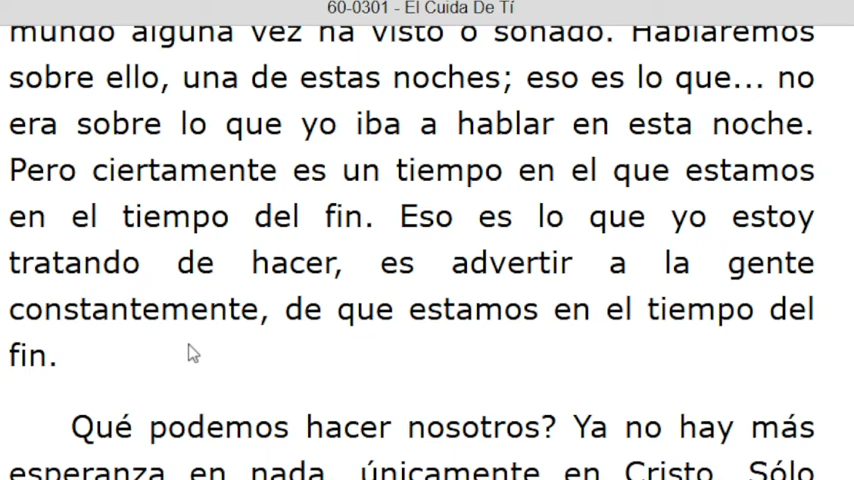 60-0301 - El Cuida De Tí
mundo alguna vez ha visto o soñado. Hablaremos
sobre ello, una de estas noches; eso es lo que... no
era sobre lo que yo iba a hablar en esta noche.
Pero ciertamente es un tiempo en el que estamos
en el tiempo del fin. Eso es lo que yo estoy
tratando de hacer, es advertir a la gente
constantemente, de que estamos en el tiempo del
fin.
Qué podemos hacer nosotros? Ya no hay más
esperanza en nada, únicamente en Cristo. Sólo